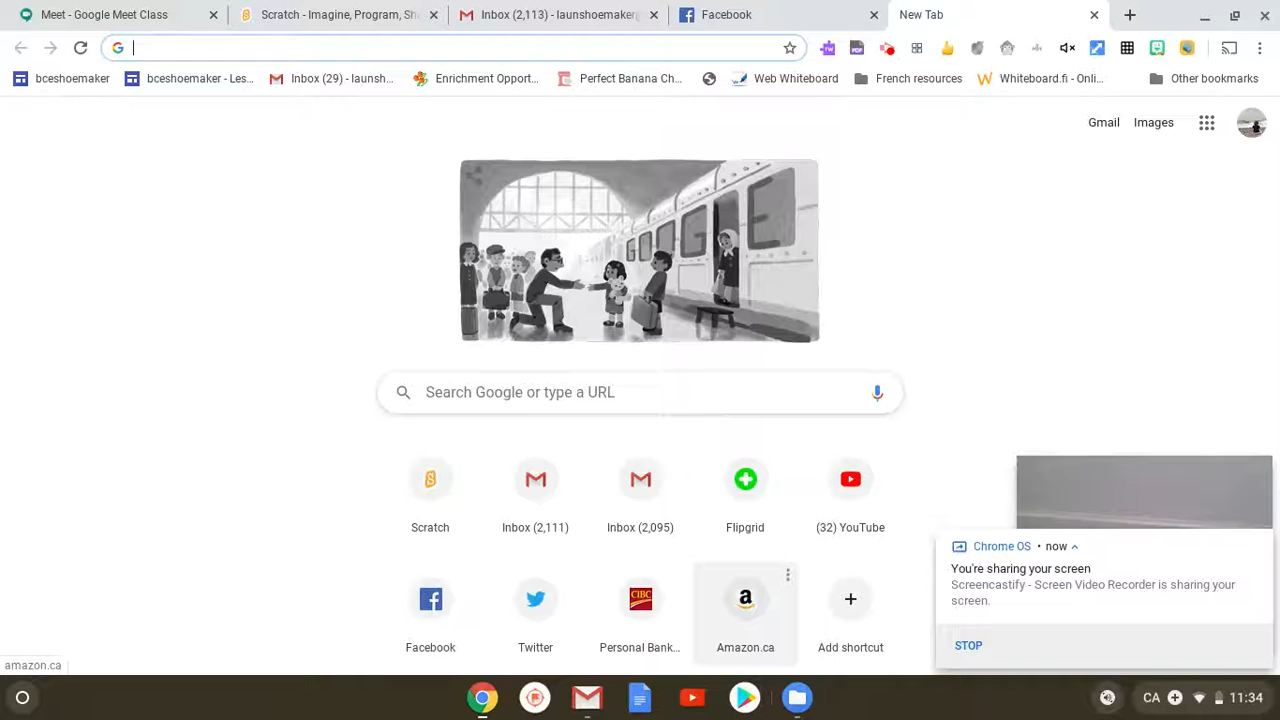 Meet - Google Meet Class
Scratch - Imagine, Program, Sh
Inbox (2,113) - launshoemaker@
Facebook
New Tab
bceshoemaker
bceshoemaker - Les...
Inbox (29) - launsh...
Enrichment Opport...
Perfect Banana Ch...
Web Whiteboard
French resources
Whiteboard.fi - Onli...
Other bookmarks
Gmail
Images
Search Google or type a URL
Scratch
Inbox (2,111)
Inbox (2,095)
Flipgrid
(32) YouTube
Facebook
Twitter
CIBC
Personal Bank...
a
Amazon.ca
Add shortcut
Chrome OS • now
You're sharing your screen
Screencastify - Screen Video Recorder is sharing your
screen.
STOP
amazon.ca
CA
11:34